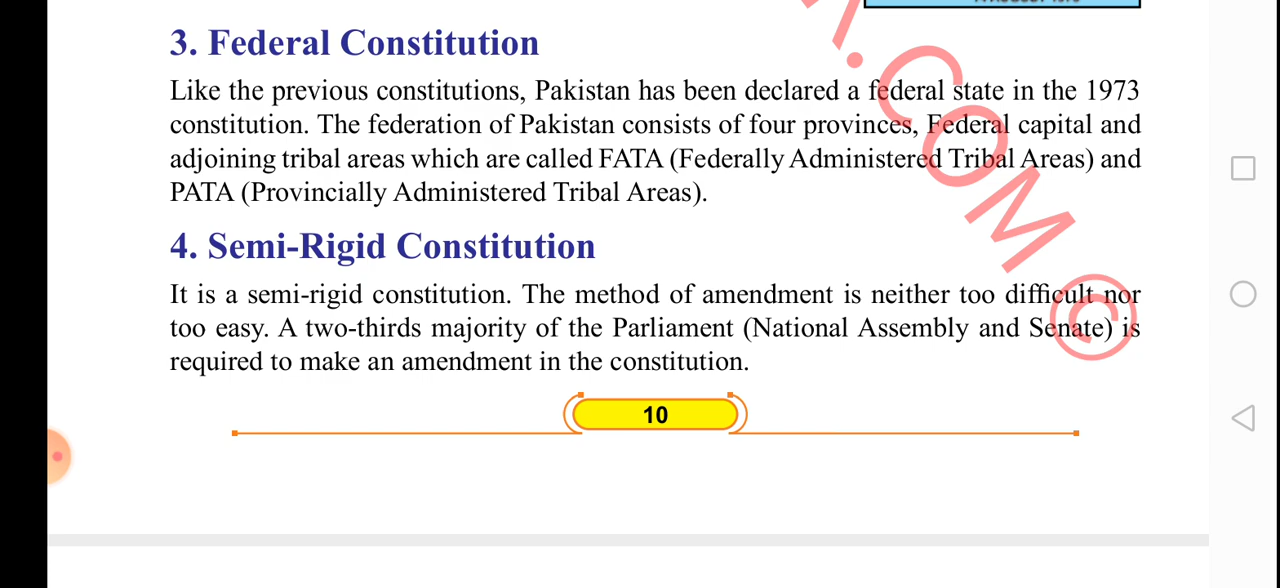 3. Federal Constitution
Like the previous constitutions, Pakistan has been declared a federal state in the 1973
constitution. The federation of Pakistan consists of four provinces, Federal capital and
adjoining tribal areas which are called FATA (Federally Administered Tribal Areas) and
PATA (Provincially Administered Tribal Areas).
4. Semi-Rigid Constitution
It is a semi-rigid constitution. The method of amendment is neither too difficult nor
too easy. A two-thirds majority of the Parliament (National Assembly and Senate) is
required to make an amendment in the constitution.
10
.COM ©